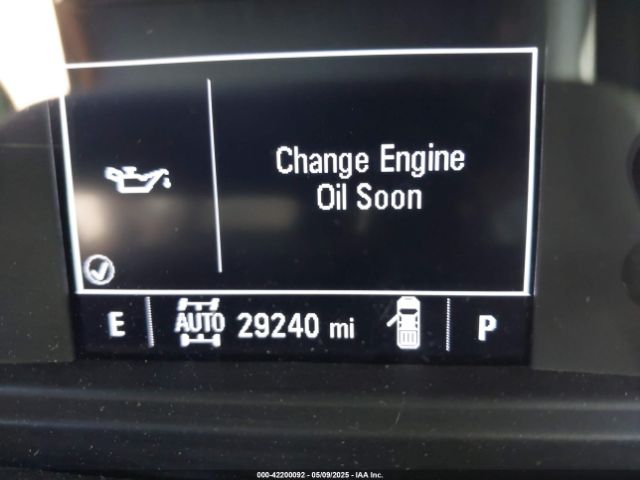 Change Engine
Oil Soon
E AUTO 29240 mi P
000-42200092 - 05/09/2025 - IAA Inc.